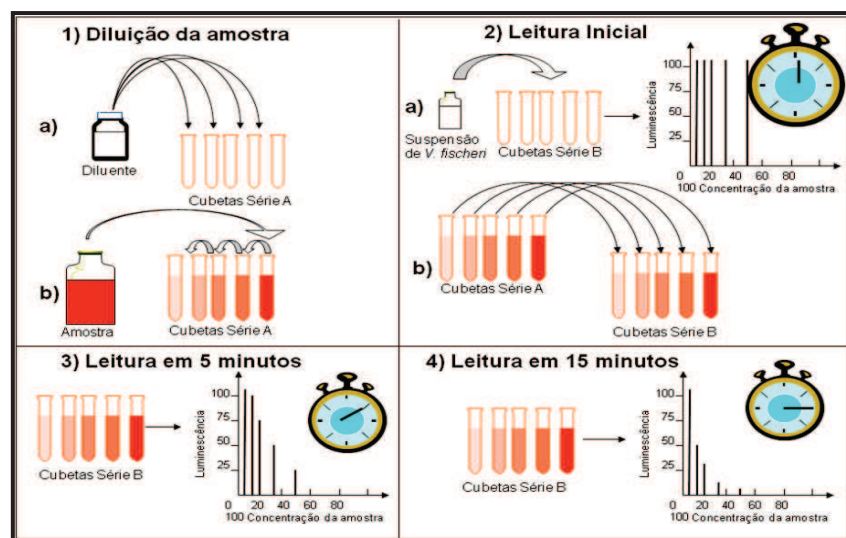 1) Diluição da amostra
a)
Diluente
Cubetas Série A
b)
Amostra
Cubetas Série A
2) Leitura Inicial
a)
Suspensão
de V. fischeri
Cubetas Série B
Luminescência
100
75
50
25
0 20 40 60 80
100 Concentração da amostra
b)
Cubetas Série A
Cubetas Série B
3) Leitura em 5 minutos
Cubetas Série B
Luminescência
100
75
50
25
0 20 40 60 80
100 Concentração da amostra
4) Leitura em 15 minutos
Cubetas Série B
Luminescência
100
75
50
25
0 20 40 60 80
100 Concentração da amostra